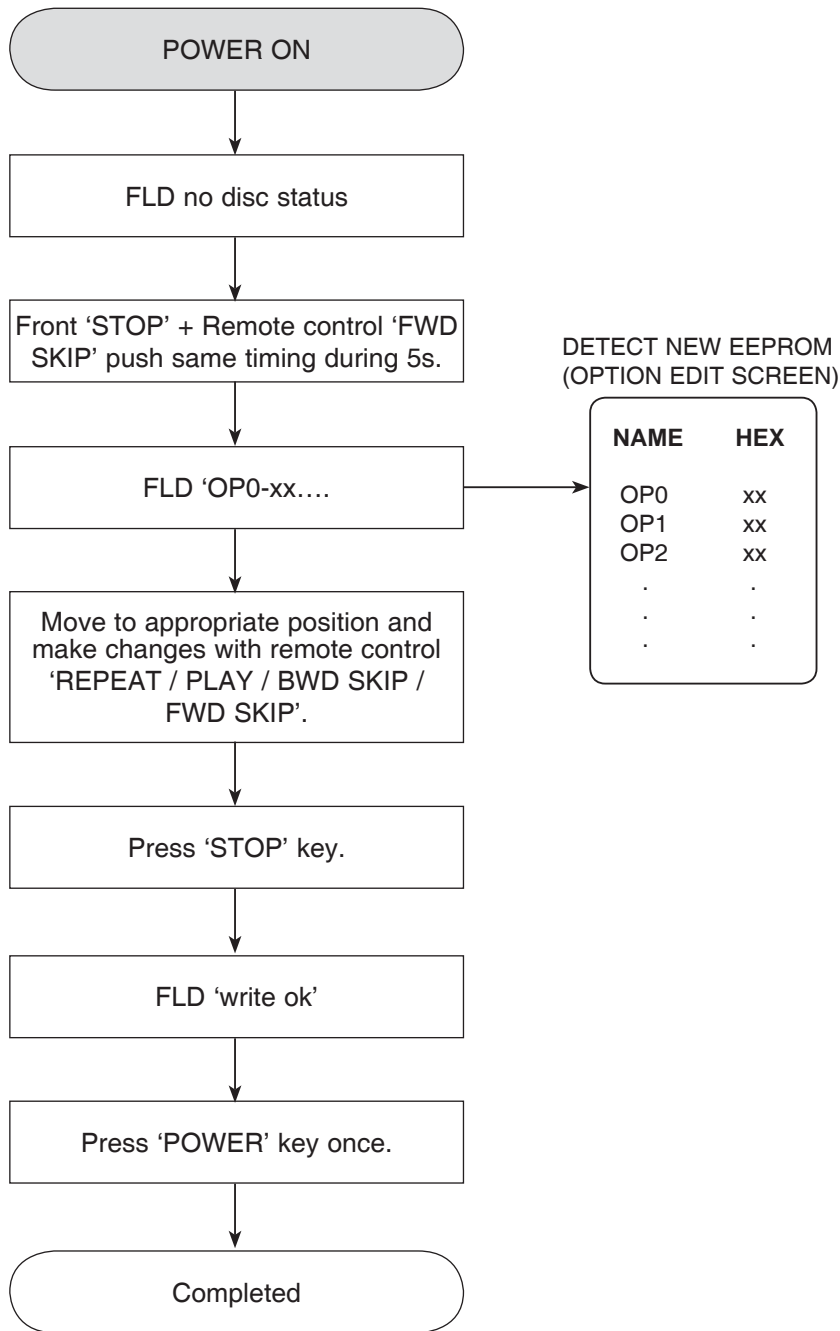 POWER ON
FLD no disc status
Front ‘STOP’ + Remote control ‘FWD
SKIP’ push same timing during 5s.
FLD ‘OP0-xx….
DETECT NEW EEPROM
(OPTION EDIT SCREEN)
NAME HEX
OP0 xx
OP1 xx
OP2 xx
. .
. .
. .
Move to appropriate position and
make changes with remote control
‘REPEAT / PLAY / BWD SKIP /
FWD SKIP’.
Press ‘STOP’ key.
FLD ‘write ok’
Press ‘POWER’ key once.
Completed